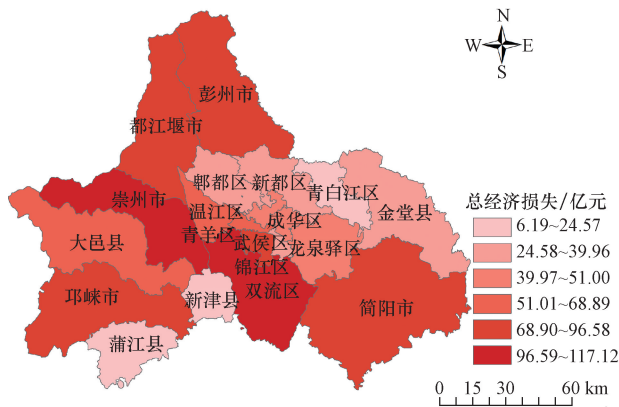 N
W E
S
彭州市
都江堰市
郫都区 新都区 青白江区
崇州市
温江区 成华区 金堂县
大邑县 青羊区 武侯区 龙泉驿区
锦江区
邛崃市 新津县 双流区 简阳市
蒲江县
总经济损失/亿元
6.19~24.57
24.58~39.96
39.97~51.00
51.01~68.89
68.90~96.58
96.59~117.12
0 15 30 60 km